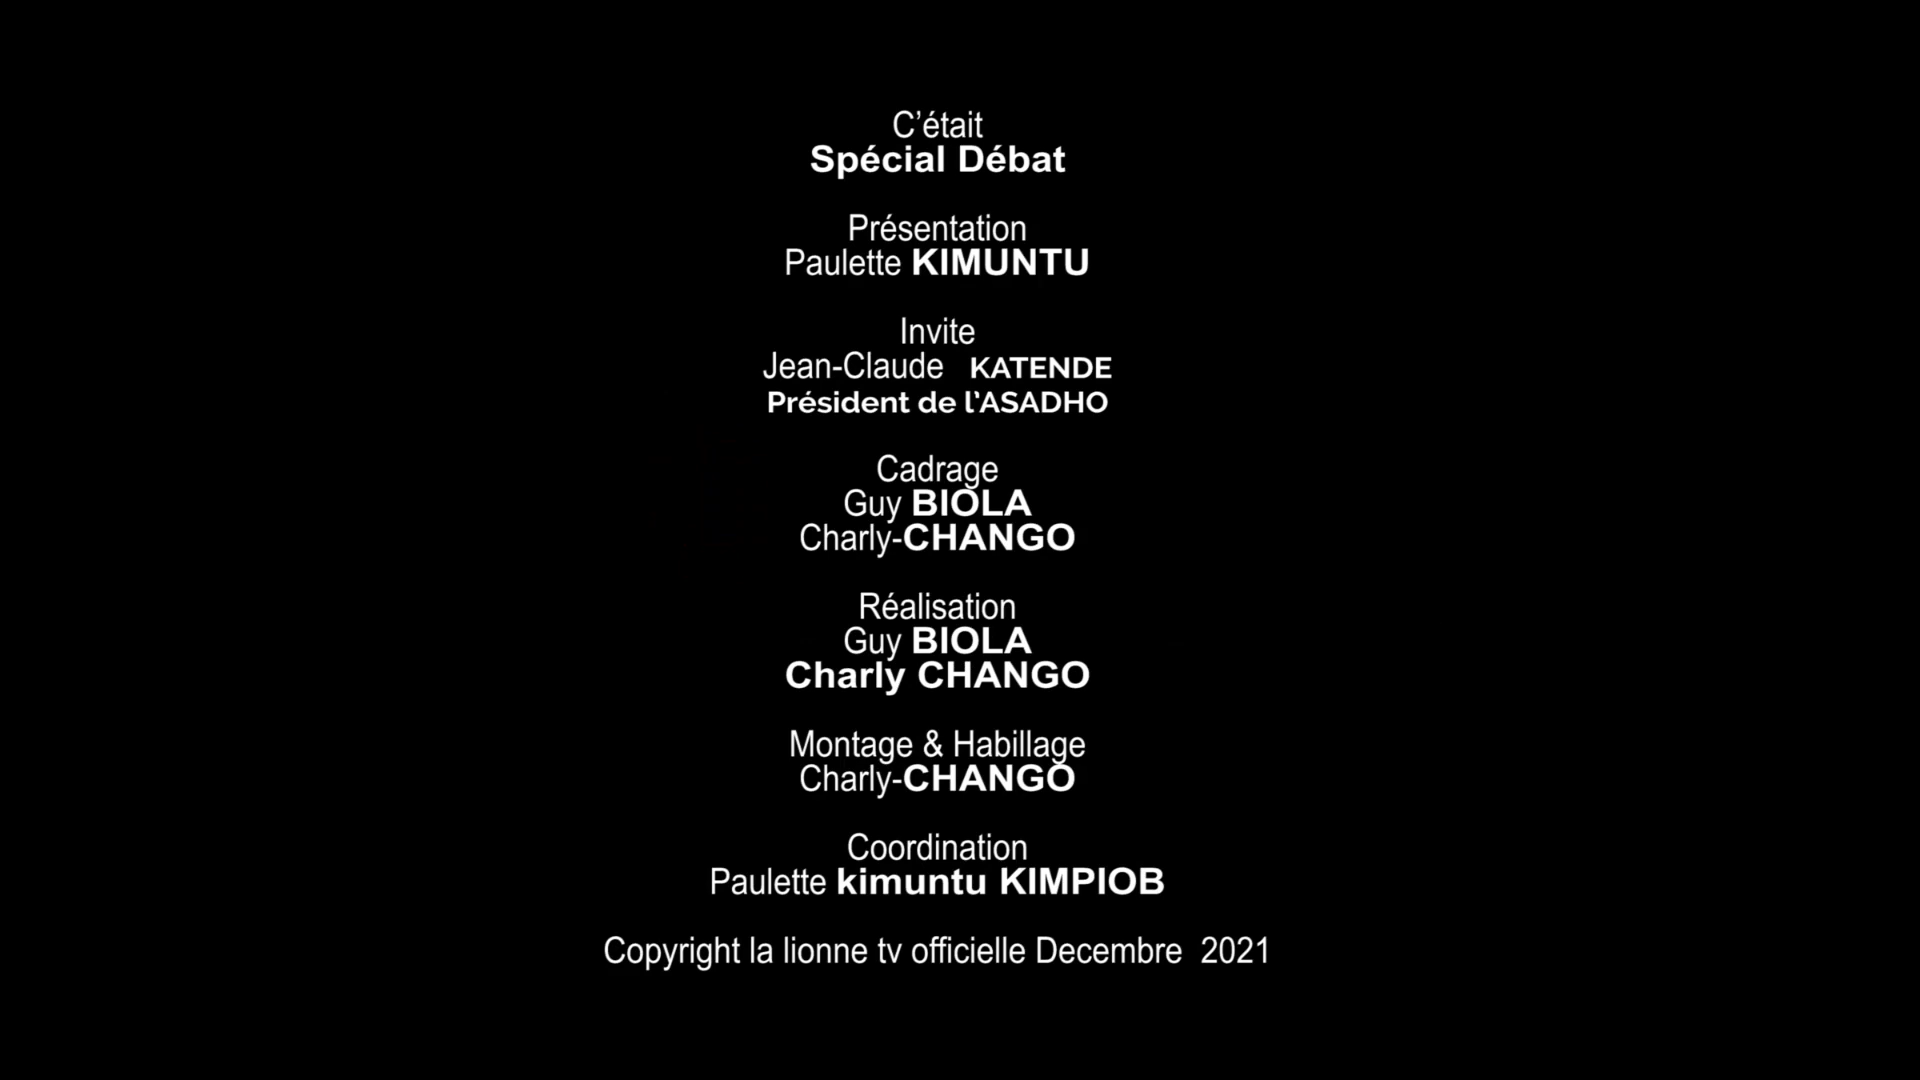 C’était
Spécial Débat
Présentation
Paulette KIMUNTU
Invite
Jean-Claude KATENDE
Président de l’ASADHO
Cadrage
Guy BIOLA
Charly-CHANGO
Réalisation
Guy BIOLA
Charly CHANGO
Montage & Habillage
Charly-CHANGO
Coordination
Paulette kimuntu KIMPIOB
Copyright la lionne tv officielle Decembre 2021